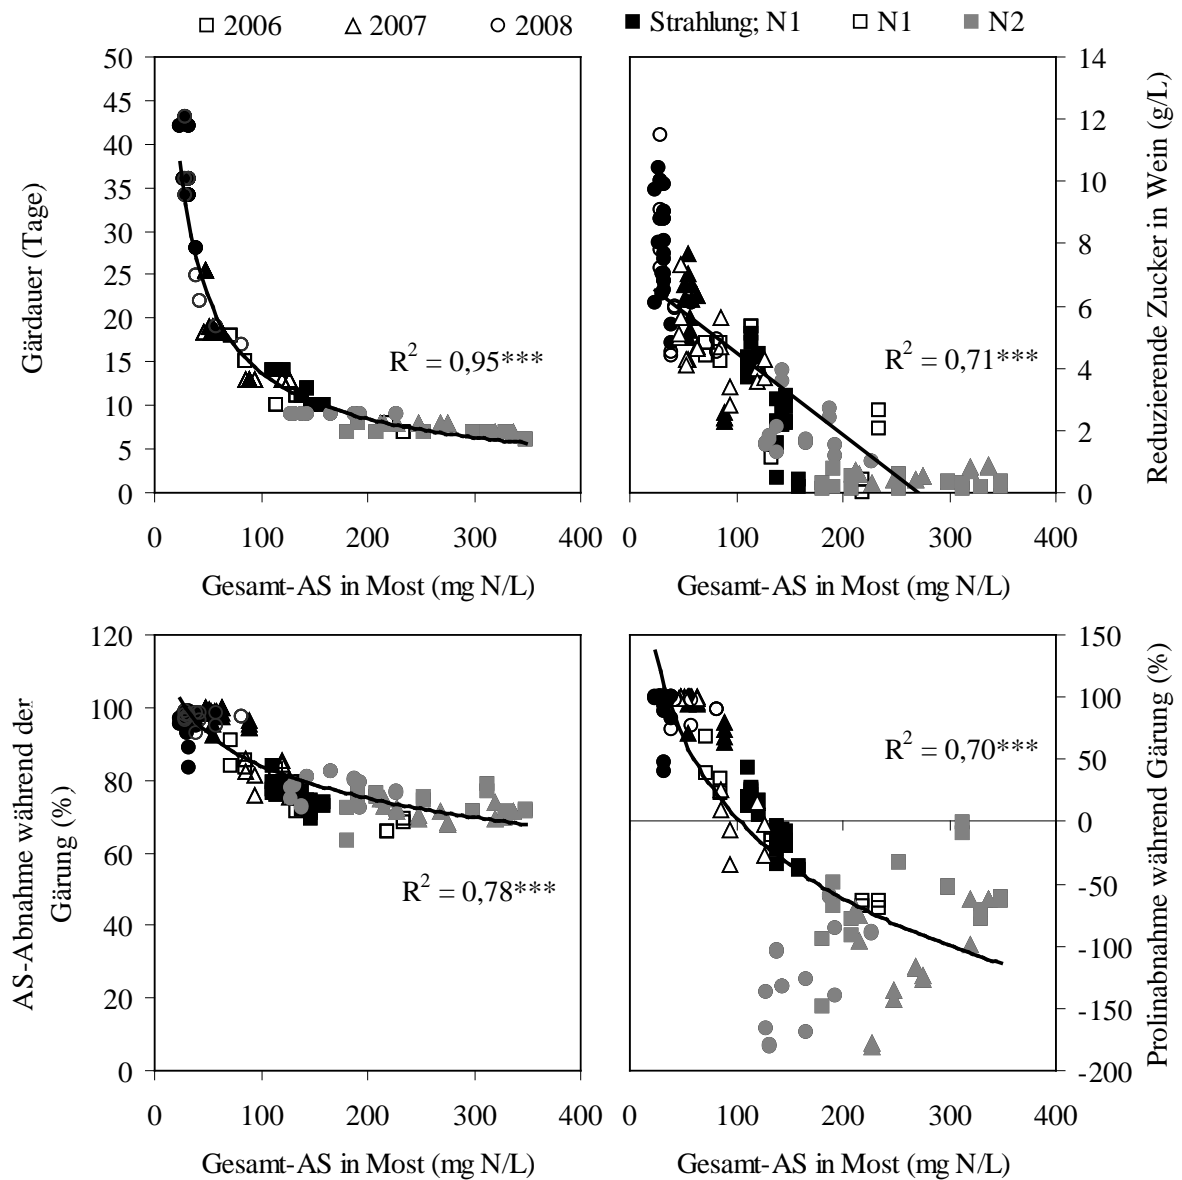 2006 2007 2008 Strahlung; N1 N1 N2
50
45
40
35
30
25
20
15
10
5
0
Gärdauer (Tage)
R² = 0,95***
0 100 200 300 400
Gesamt-AS in Most (mg N/L)
14
12
10
8
6
4
2
0
Reduzierende Zucker in Wein (g/L)
R² = 0,71***
0 100 200 300 400
Gesamt-AS in Most (mg N/L)
120
100
80
60
40
20
0
AS-Abnahme während der
Gärung (%)
R² = 0,78***
0 100 200 300 400
Gesamt-AS in Most (mg N/L)
150
100
50
0
-50
-100
-150
-200
Prolinabnahme während Gärung (%)
R² = 0,70***
0 100 200 300 400
Gesamt-AS in Most (mg N/L)